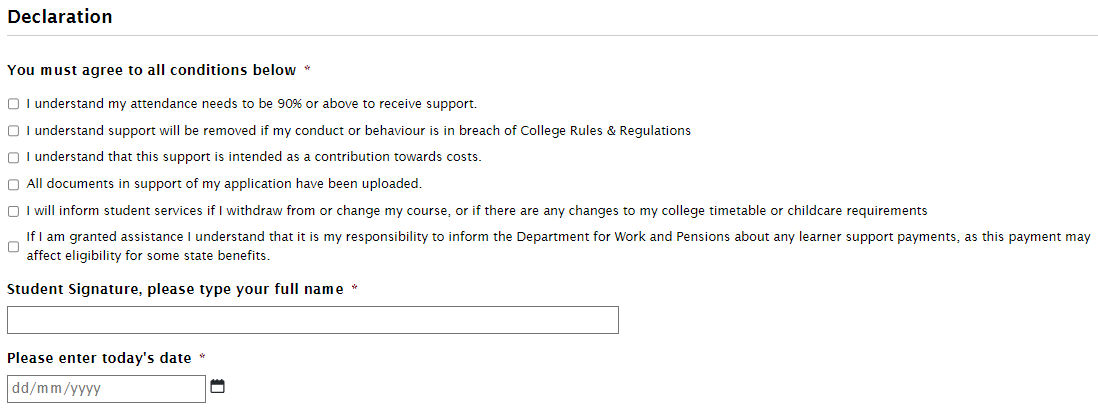 Declaration
You must agree to all conditions below *
I understand my attendance needs to be 90% or above to receive support.
I understand support will be removed if my conduct or behaviour is in breach of College Rules & Regulations
I understand that this support is intended as a contribution towards costs.
All documents in support of my application have been uploaded.
I will inform student services if I withdraw from or change my course, or if there are any changes to my college timetable or childcare requirements
If I am granted assistance I understand that it is my responsibility to inform the Department for Work and Pensions about any learner support payments, as this payment may
affect eligibility for some state benefits.
Student Signature, please type your full name *
Please enter today's date *
dd/mm/yyyy